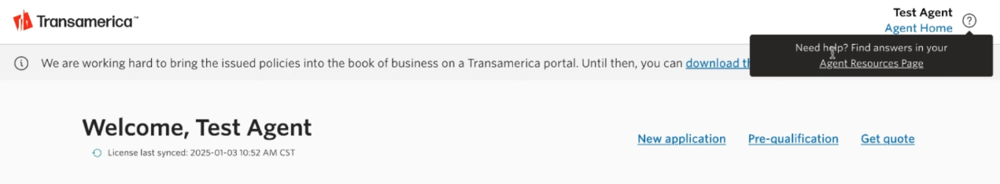 Transamerica™
Test Agent
Agent Home
Need help? Find answers in your
Agent Resources Page
We are working hard to bring the issued policies into the book of business on a Transamerica portal. Until then, you can download
Welcome, Test Agent
License last synced: 2025-01-03 10:52 AM CST
New application Pre-qualification Get quote